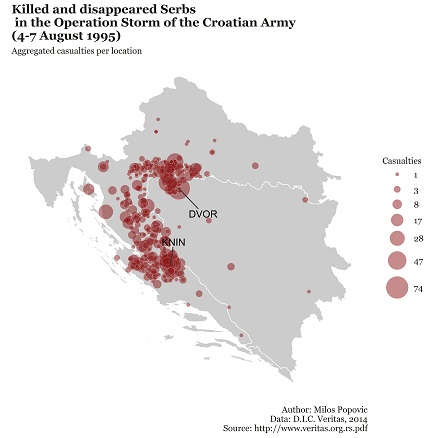 Killed and disappeared Serbs
in the Operation Storm of the Croatian Army
(4-7 August 1995)
Aggregated casualties per location
Casualties
1
3
8
17
28
47
74
DVOR
KNIN
Author: Milos Popovic
Data: D.I.C. Veritas, 2014
Source: http://www.veritas.org.rs.pdf